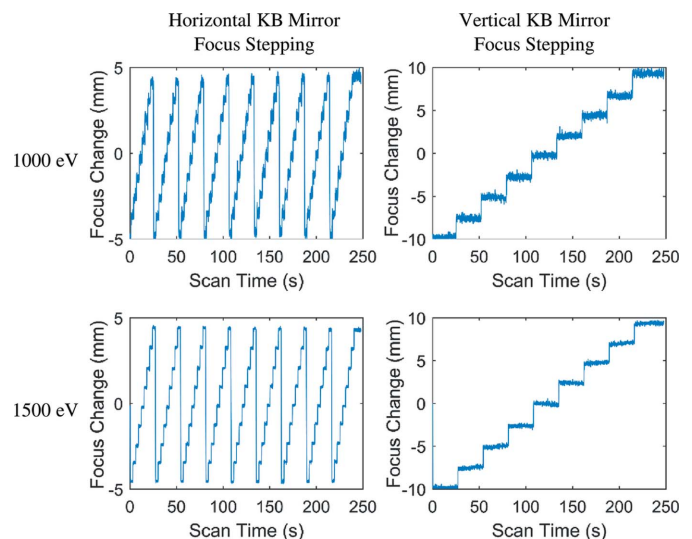 Horizontal KB Mirror
Focus Stepping
Vertical KB Mirror
Focus Stepping
1000 eV
Focus Change (mm)
5
0
-5
0 50 100 150 200 250
Scan Time (s)
Focus Change (mm)
10
5
0
-5
-10
0 50 100 150 200 250
Scan Time (s)
1500 eV
Focus Change (mm)
5
0
-5
0 50 100 150 200 250
Scan Time (s)
Focus Change (mm)
10
5
0
-5
-10
0 50 100 150 200 250
Scan Time (s)